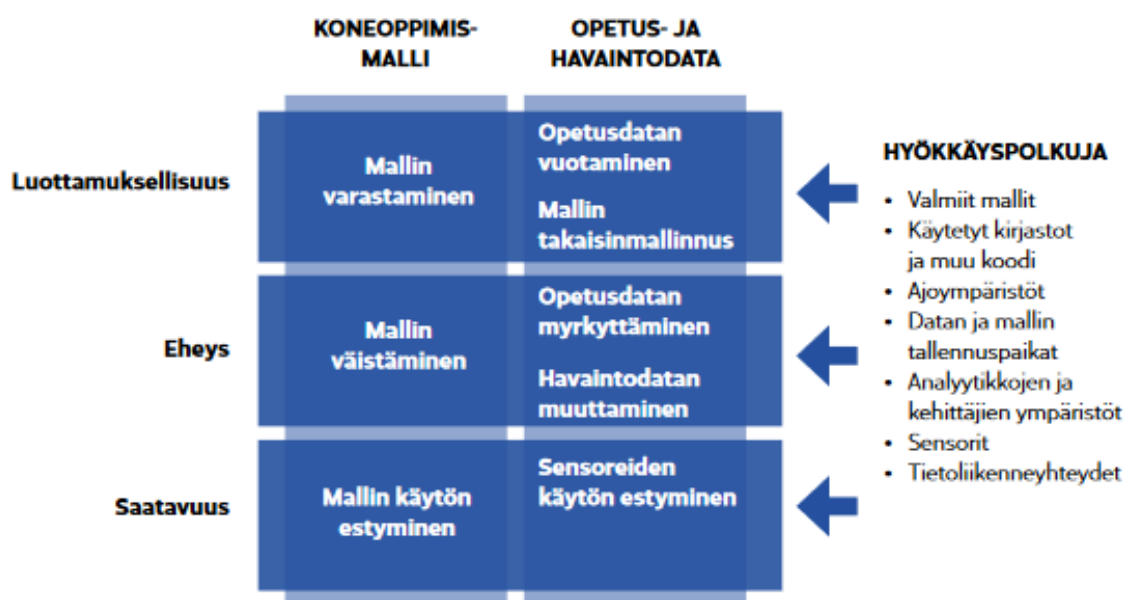 KONEOPPIMIS-
MALLI
OPETUS- JA
HAVAINTODATA
Luottamuksellisuus
Mallin
varastaminen
Opetusdatan
vuotaminen
Mallin
takaisinmallinnus
Eheys
Mallin
väistäminen
Opetusdatan
myrkyttäminen
Havaintodatan
muuttaminen
Saatavuus
Mallin käytön
estyminen
Sensoreiden
käytön estyminen
HYÖKKÄYSPOLKUJA
• Valmiit mallit
• Käytetyt kirjastot
ja muu koodi
• Ajoympäristöt
• Datan ja mallin
tallennuspaikat
• Analyytikkojen ja
kehittäjien ympäristöt
• Sensorit
• Tietoliikenneyhteydet